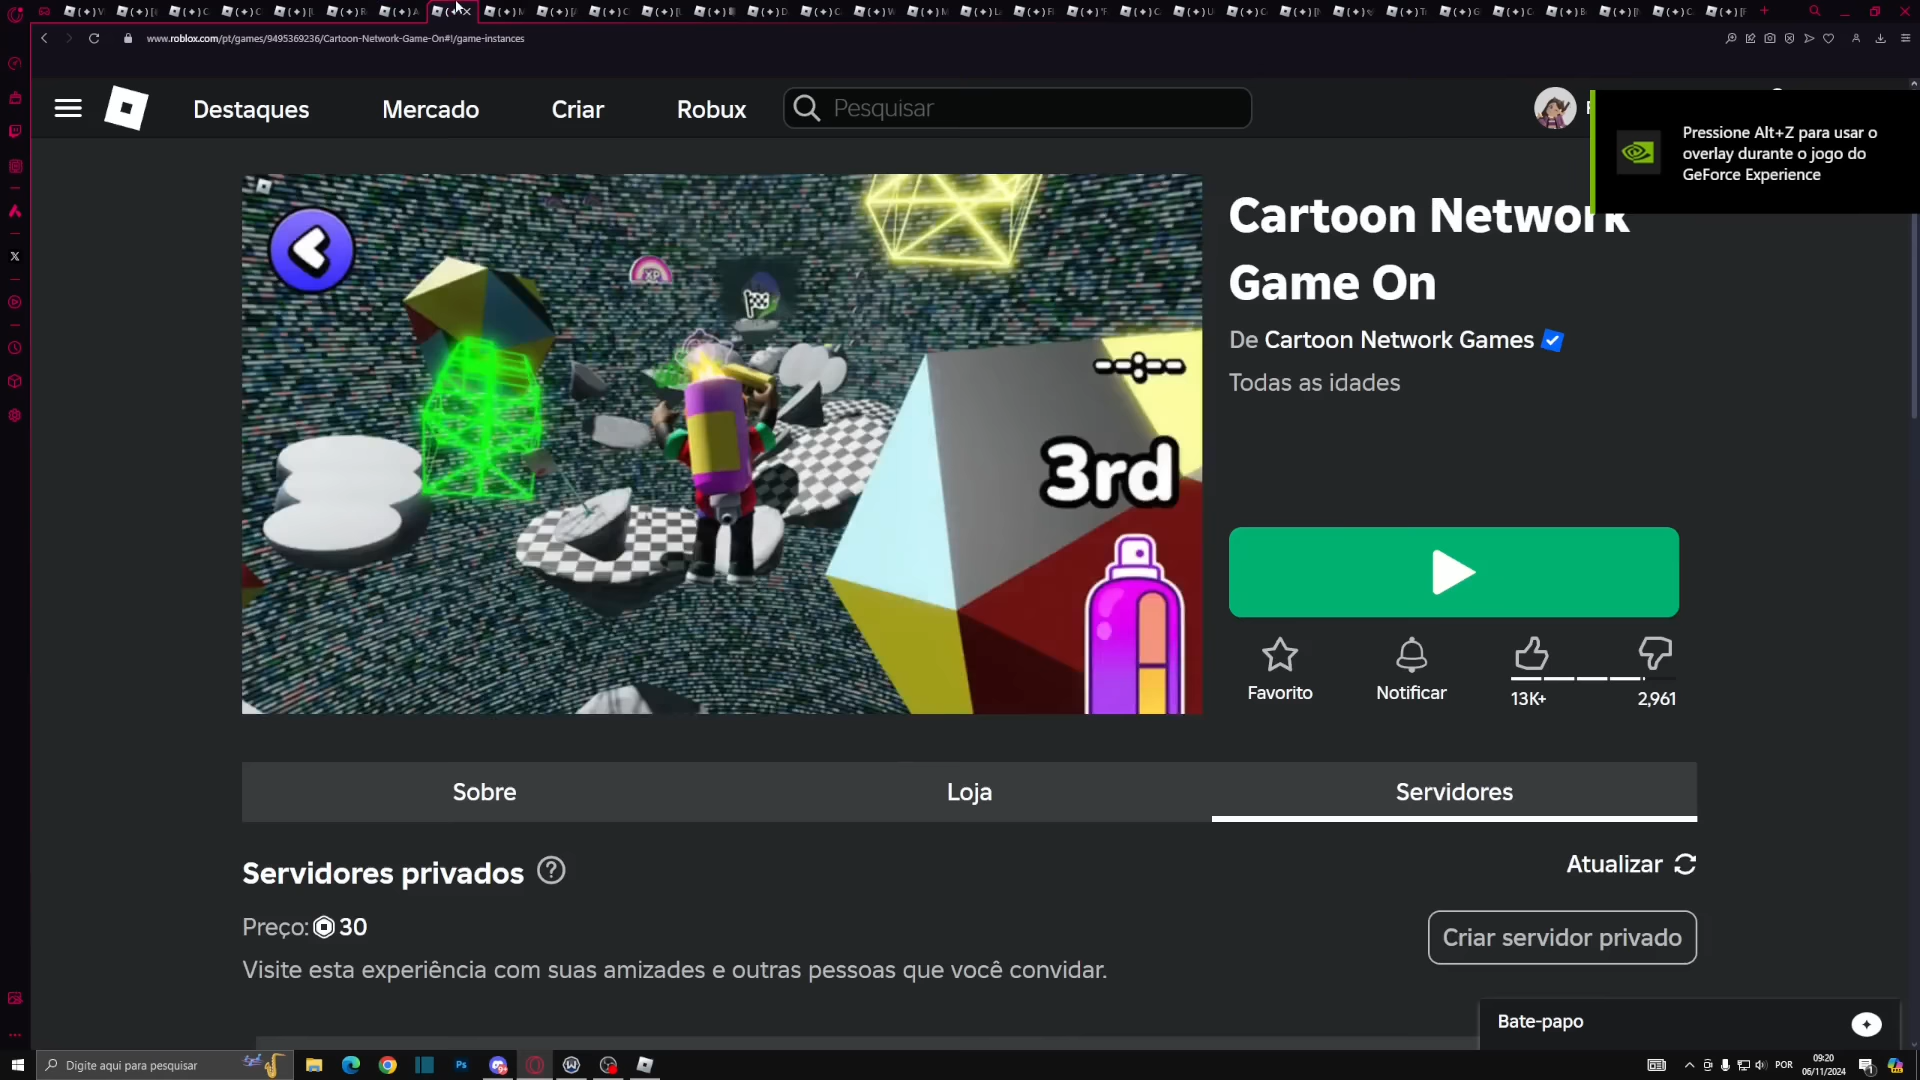 www.roblox.com/pt/games/9495369236/Cartoon-Network-Game-On#!/game-instances
Destaques
Mercado
Criar
Robux
Pesquisar
Pressione Alt+Z para usar o
overlay durante o jogo do
GeForce Experience
XP
3rd
Cartoon Network
Game On
De Cartoon Network Games
Todas as idades
Favorito
Notificar
13K+
2,961
Sobre
Loja
Servidores
Servidores privados
Atualizar
Preço: 30
Criar servidor privado
Visite esta experiência com suas amizades e outras pessoas que você convidar.
Bate-papo
Digite aqui para pesquisar
Ps
POR
09:20
06/11/2024